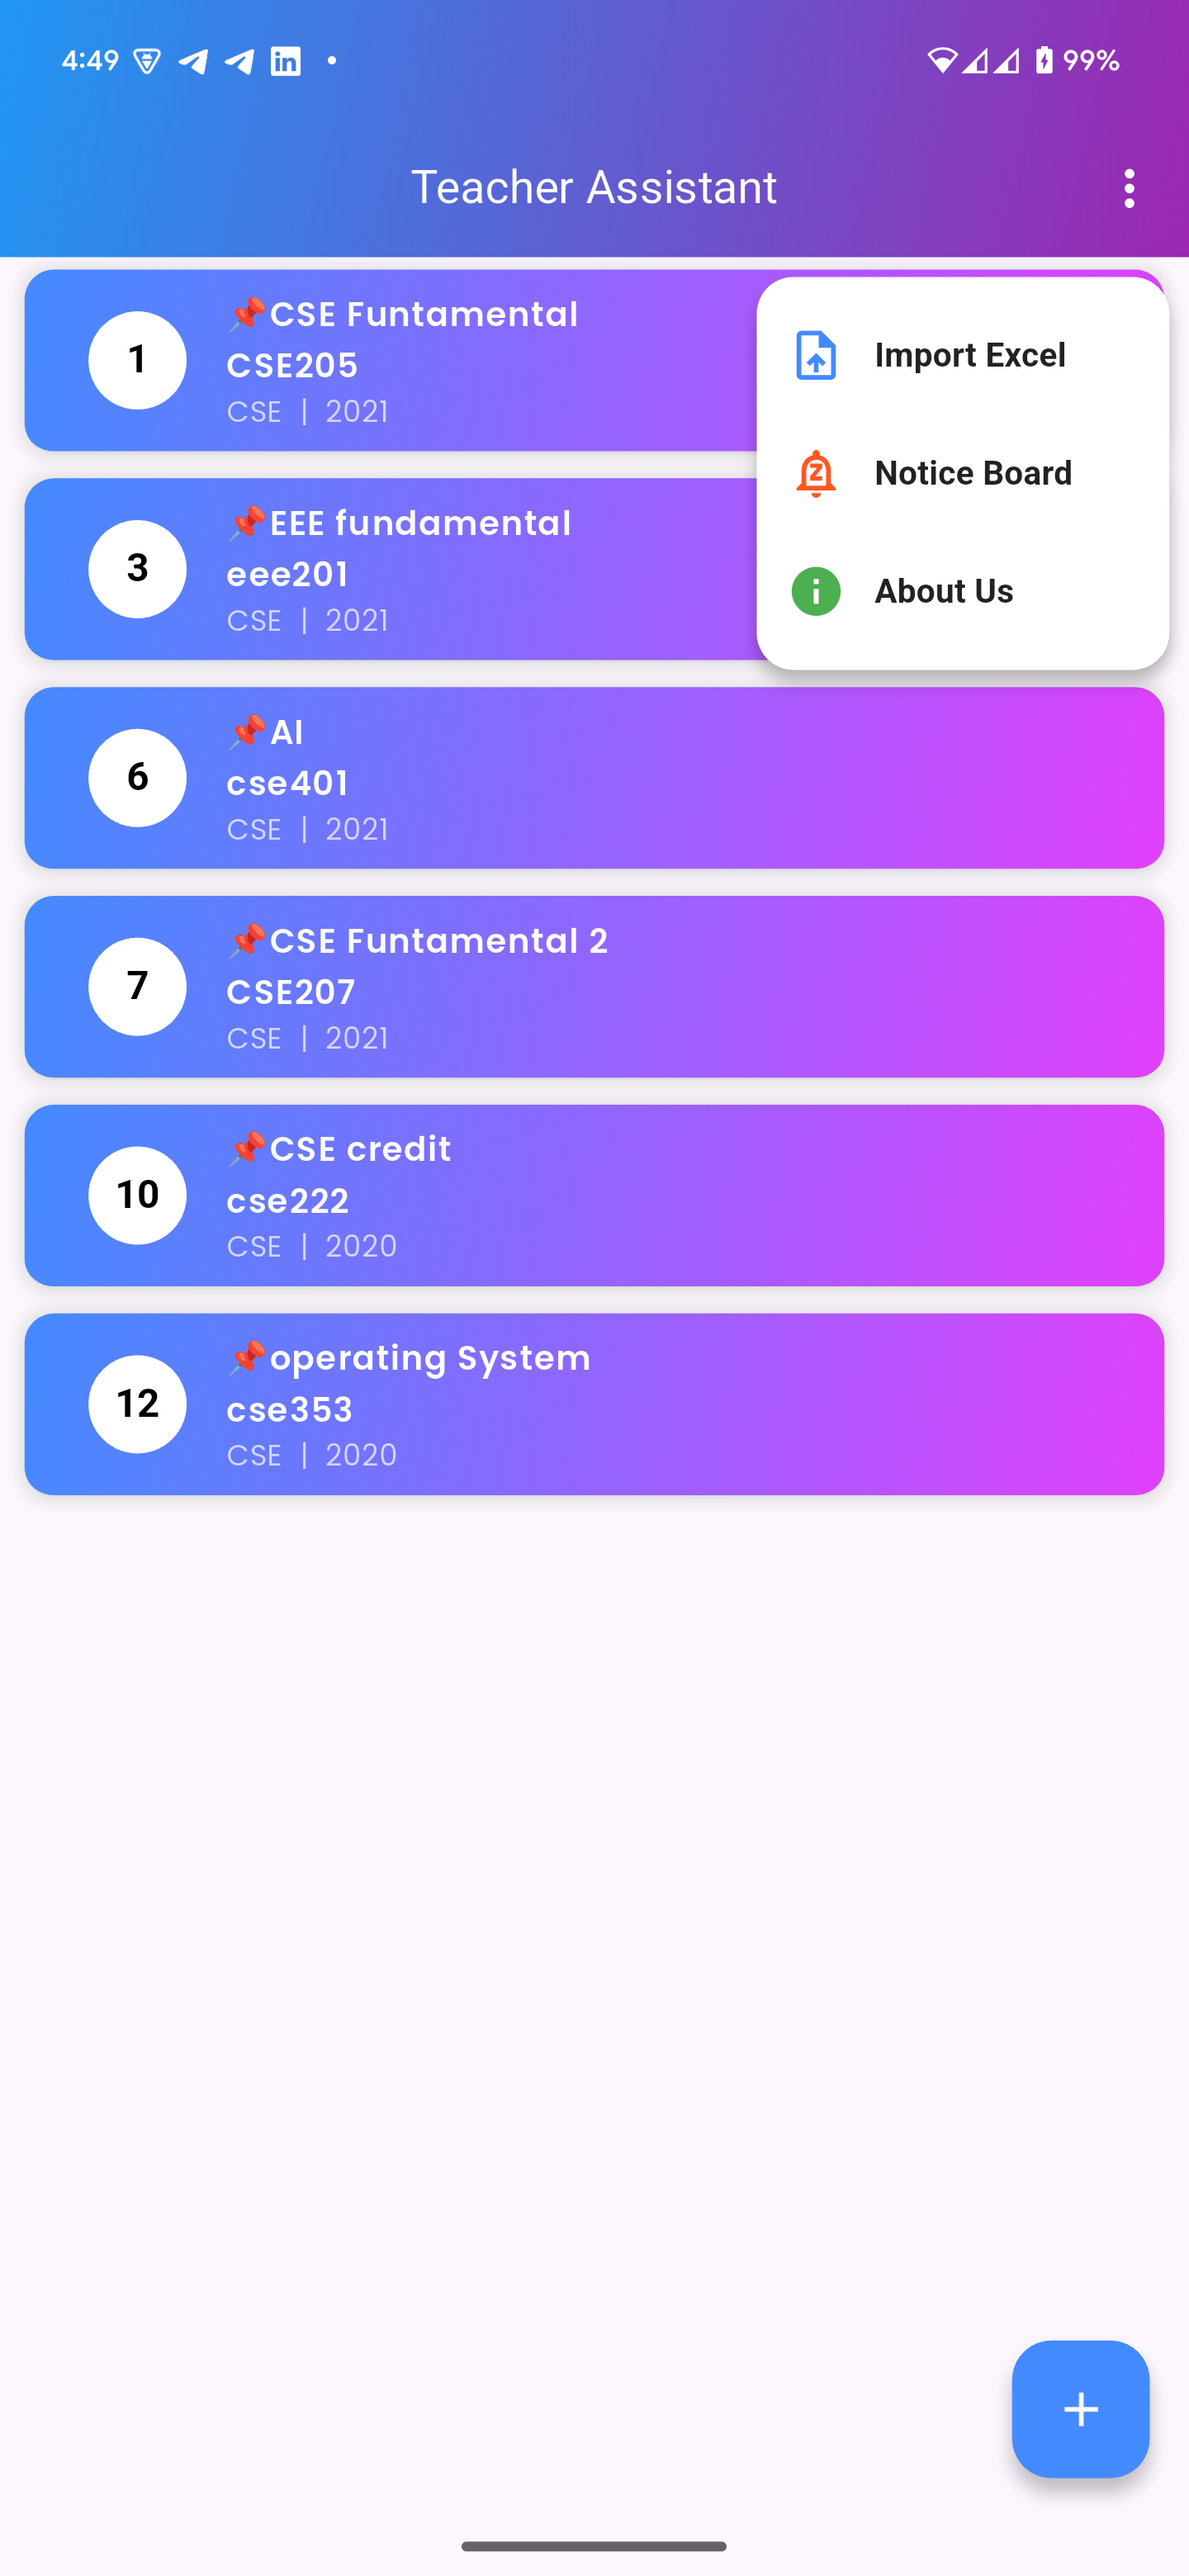 4:49
99%
Teacher Assistant
1
📌CSE Funtamental
CSE205
CSE | 2021
Import Excel
Notice Board
About Us
3
📌EEE fundamental
eee201
CSE | 2021
6
📌AI
cse401
CSE | 2021
7
📌CSE Funtamental 2
CSE207
CSE | 2021
10
📌CSE credit
cse222
CSE | 2020
12
📌operating System
cse353
CSE | 2020
+